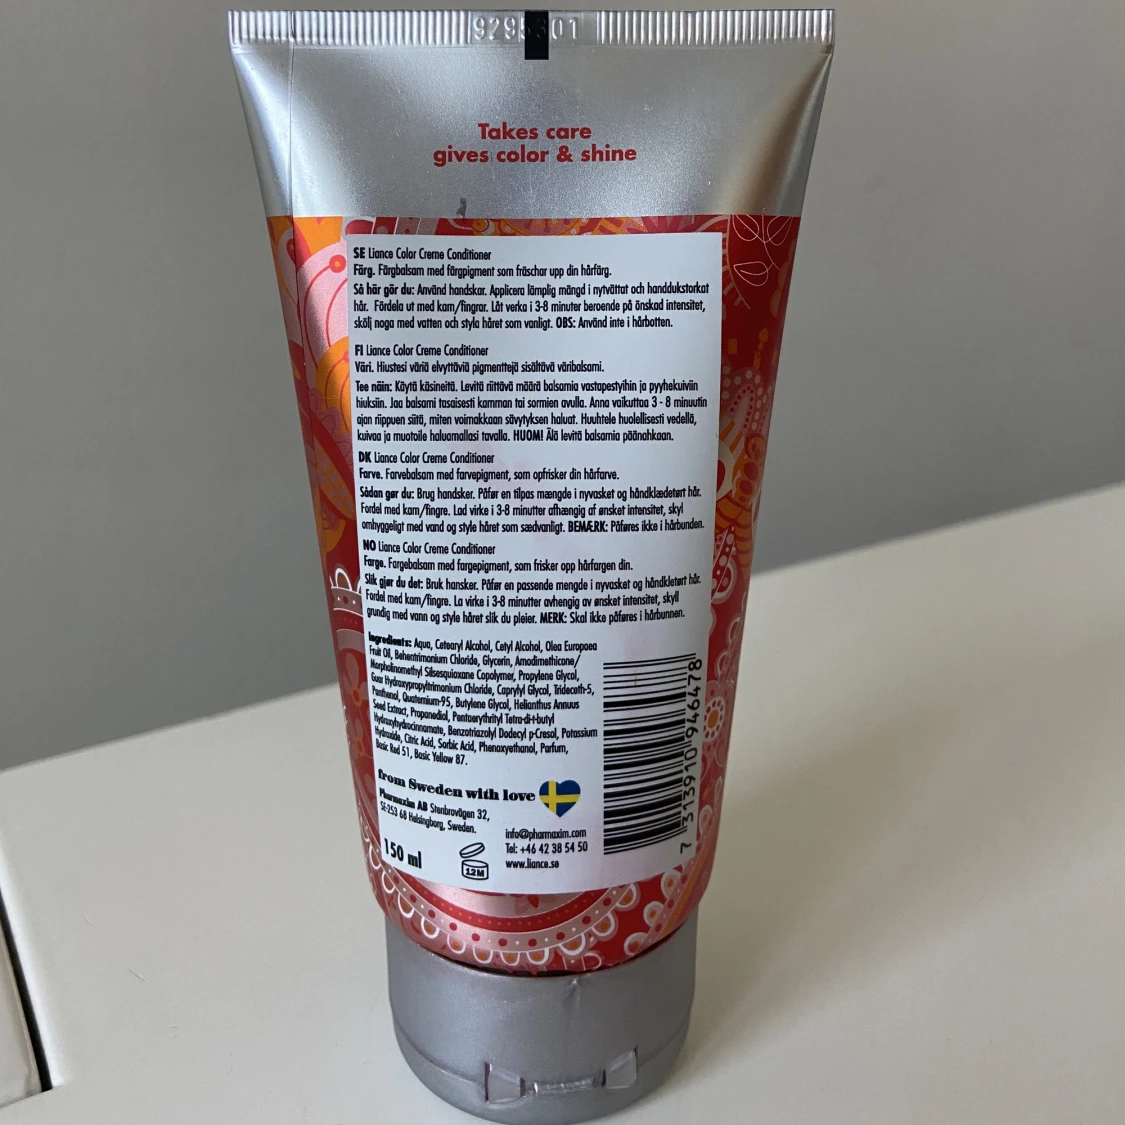 Takes care
gives color & shine
SE Liance Color Creme Conditioner
Färg. Färgbalsam med färgpigment som fräschar upp din hårfärg.
Så här gör du: Använd handskar. Applicera lämplig mängd i nytvättat och handdukstorkat
hår. Fördela ut med kam/fingrar. Låt verka i 3-8 minuter beroende på önskad intensitet,
skölj noga med vatten och styla håret som vanligt. OBS: Använd inte i hårbotten.
FI Liance Color Creme Conditioner
Väri. Hiustesi väriä elvyttäviä pigmenttejä sisältävä väribalsami.
Tee näin: Käytä käsineitä. Levitä riittävä määrä balsamia vastapestyihin ja pyyhekuiviin
hiuksiin. Jaa balsami tasaisesti kamman tai sormien avulla. Anna vaikuttaa 3 - 8 minuutin
ajan riippuen siitä, miten voimakkaan sävytyksen haluat. Huuhtele huolellisesti vedellä,
kuivaa ja muotoile haluamallasi tavalla. HUOM! Älä levitä balsamia päänahkaan.
DK Liance Color Creme Conditioner
Farve. Farvebalsam med farvepigment, som opfrisker din hårfarve.
Sådan gør du: Brug handsker. Påfør en tilpas mængde i nyvasket og håndklædetørt hår.
Fordel med kam/fingre. Lad virke i 3-8 minutter afhængig af ønsket intensitet, skyl
omhyggeligt med vand og style håret som sædvanligt. BEMÆRK: Påføres ikke i hårbunden.
NO Liance Color Creme Conditioner
Farge. Fargebalsam med fargepigment, som frisker opp hårfargen din.
Slik gjør du det: Bruk hansker. Påfør en passende mengde i nyvasket og håndkletørt hår.
Fordel med kam/fingre. La virke i 3-8 minutter avhengig av ønsket intensitet, skyll
grundig med vann og style håret slik du pleier. MERK: Skal ikke påføres i hårbunnen.
Ingredients: Aqua, Cetearyl Alcohol, Cetyl Alcohol, Olea Europaea
Fruit Oil, Behentrimonium Chloride, Glycerin, Amodimethicone/
Morpholinomethyl Silsesquioxane Copolymer, Propylene Glycol,
Guar Hydroxypropyltrimonium Chloride, Caprylyl Glycol, Trideceth-5,
Panthenol, Quaternium-95, Butylene Glycol, Helianthus Annuus
Seed Extract, Propanediol, Pentaerythrityl Tetra-di-t-butyl
Hydroxyhydrocinnamate, Benzotriazolyl Dodecyl p-Cresol, Potassium
Hydroxide, Citric Acid, Sorbic Acid, Phenoxyethanol, Parfum,
Basic Red 51, Basic Yellow 87.
from Sweden with love
Pharmaxim AB Stenbrovägen 32,
SE-253 68 Helsingborg, Sweden.
info@pharmaxim.com
Tel: +46 42 38 54 50
www.liance.se
150 ml
12M
7 313910 946478